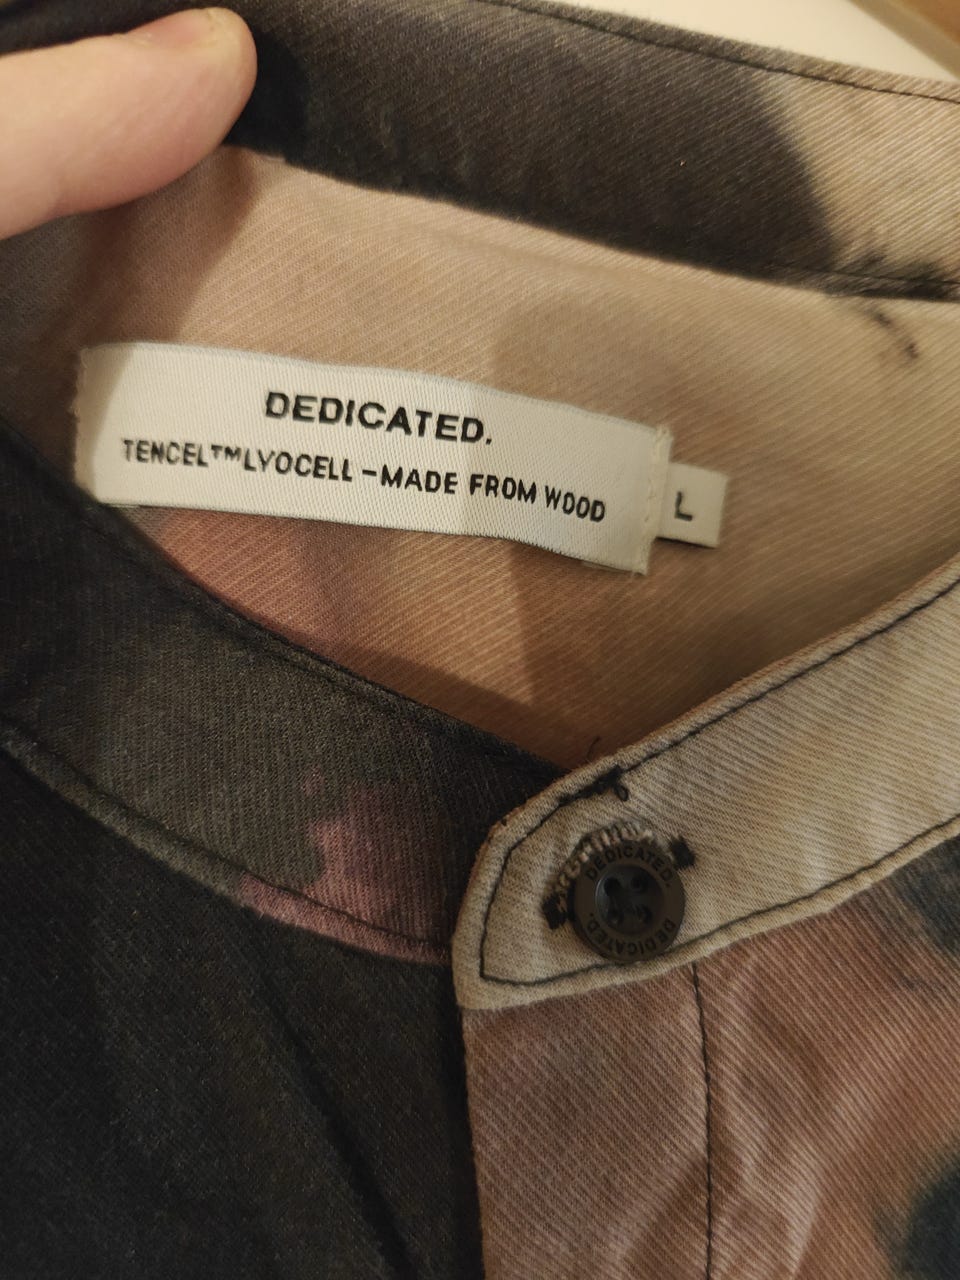 DEDICATED.
TENCEL™LYOCELL -MADE FROM WOOD
L
DEDICATED.
DEDICATED.